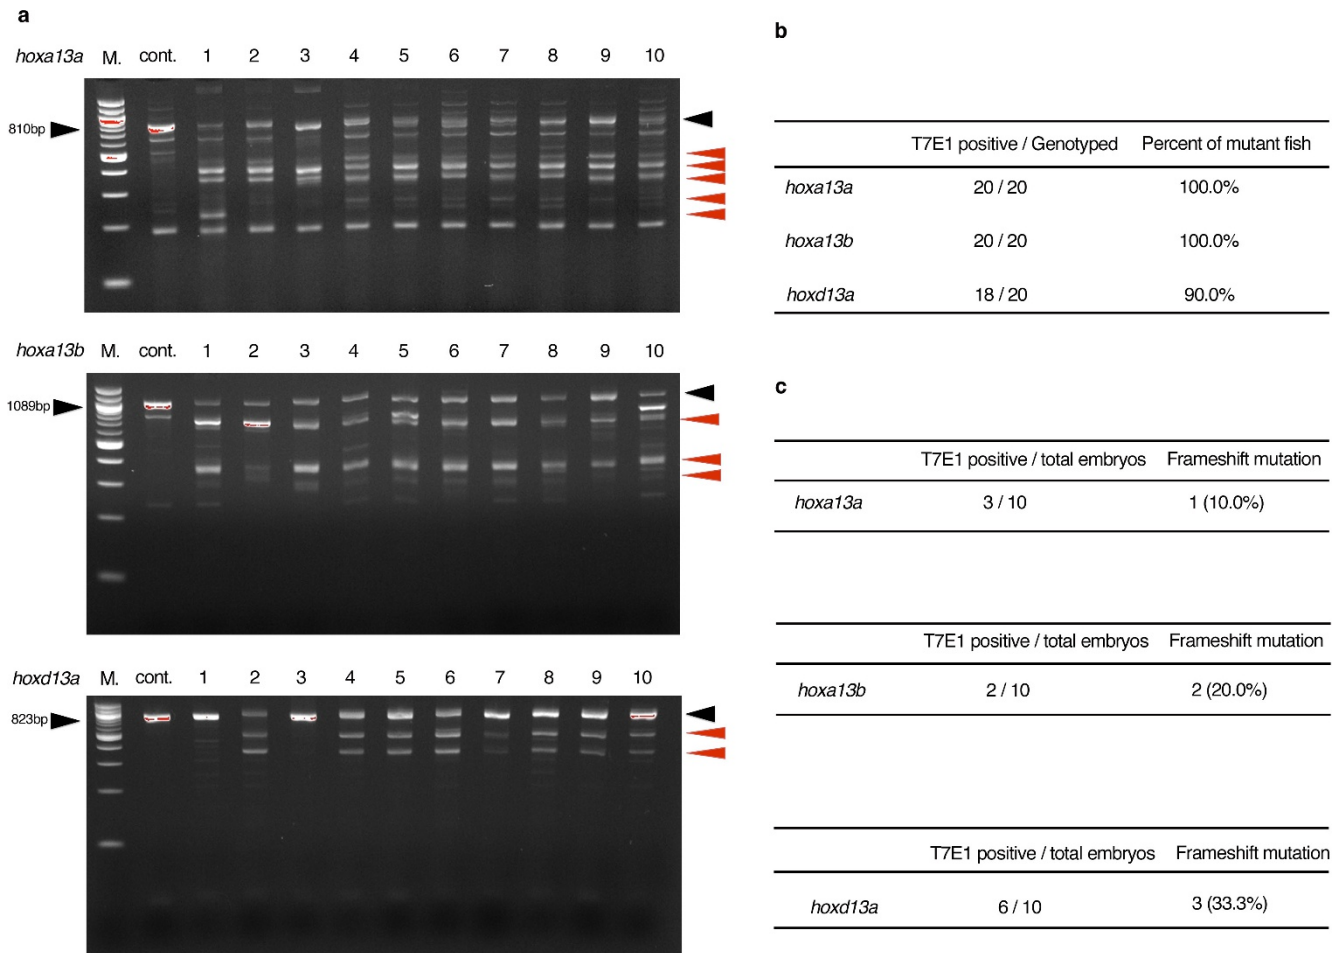 a
hoxa13a M. cont. 1 2 3 4 5 6 7 8 9 10
810bp
hoxa13b M. cont. 1 2 3 4 5 6 7 8 9 10
1089bp
hoxd13a M. cont. 1 2 3 4 5 6 7 8 9 10
823bp
b
T7E1 positive / Genotyped Percent of mutant fish
hoxa13a 20 / 20 100.0%
hoxa13b 20 / 20 100.0%
hoxd13a 18 / 20 90.0%
c
T7E1 positive / total embryos Frameshift mutation
hoxa13a 3 / 10 1 (10.0%)
T7E1 positive / total embryos Frameshift mutation
hoxa13b 2 / 10 2 (20.0%)
T7E1 positive / total embryos Frameshift mutation
hoxd13a 6 / 10 3 (33.3%)